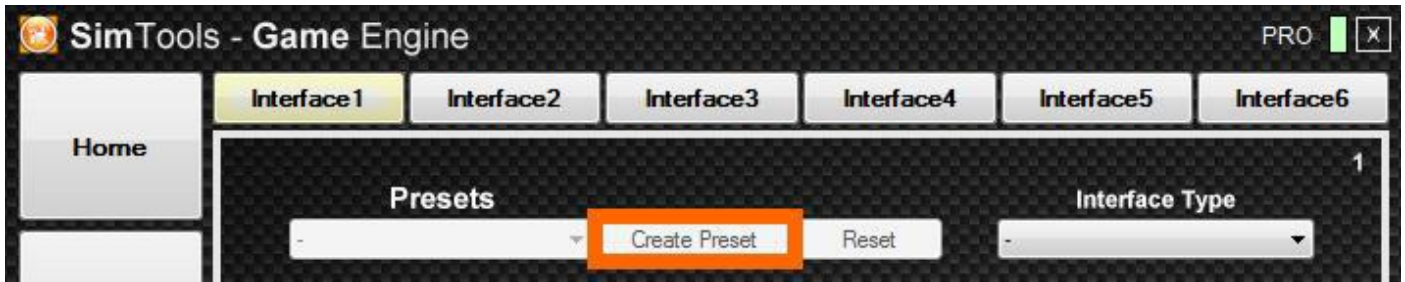 SimTools - Game Engine PRO X
Interface1 Interface2 Interface3 Interface4 Interface5 Interface6
Home
1
Presets Interface Type
- Create Preset Reset -